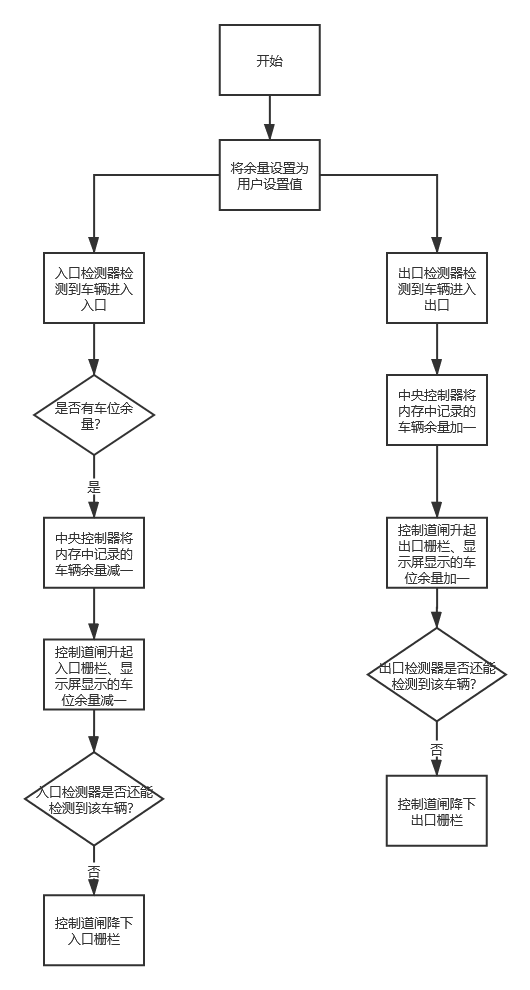 开始
将余量设置为
用户设置值
入口检测器检
测到车辆进入
入口
是否有车位余
量?
是
中央控制器将
内存中记录的
车辆余量减一
控制道闸升起
入口栅栏、显
示屏显示的车
位余量减一
入口检测器是否还能
检测到该车辆?
否
控制道闸降下
入口栅栏
出口检测器检
测到车辆进入
出口
中央控制器将
内存中记录的
车辆余量加一
控制道闸升起
出口栅栏、显
示屏显示的车
位余量加一
出口检测器是否还能
检测到该车辆?
否
控制道闸降下
出口栅栏